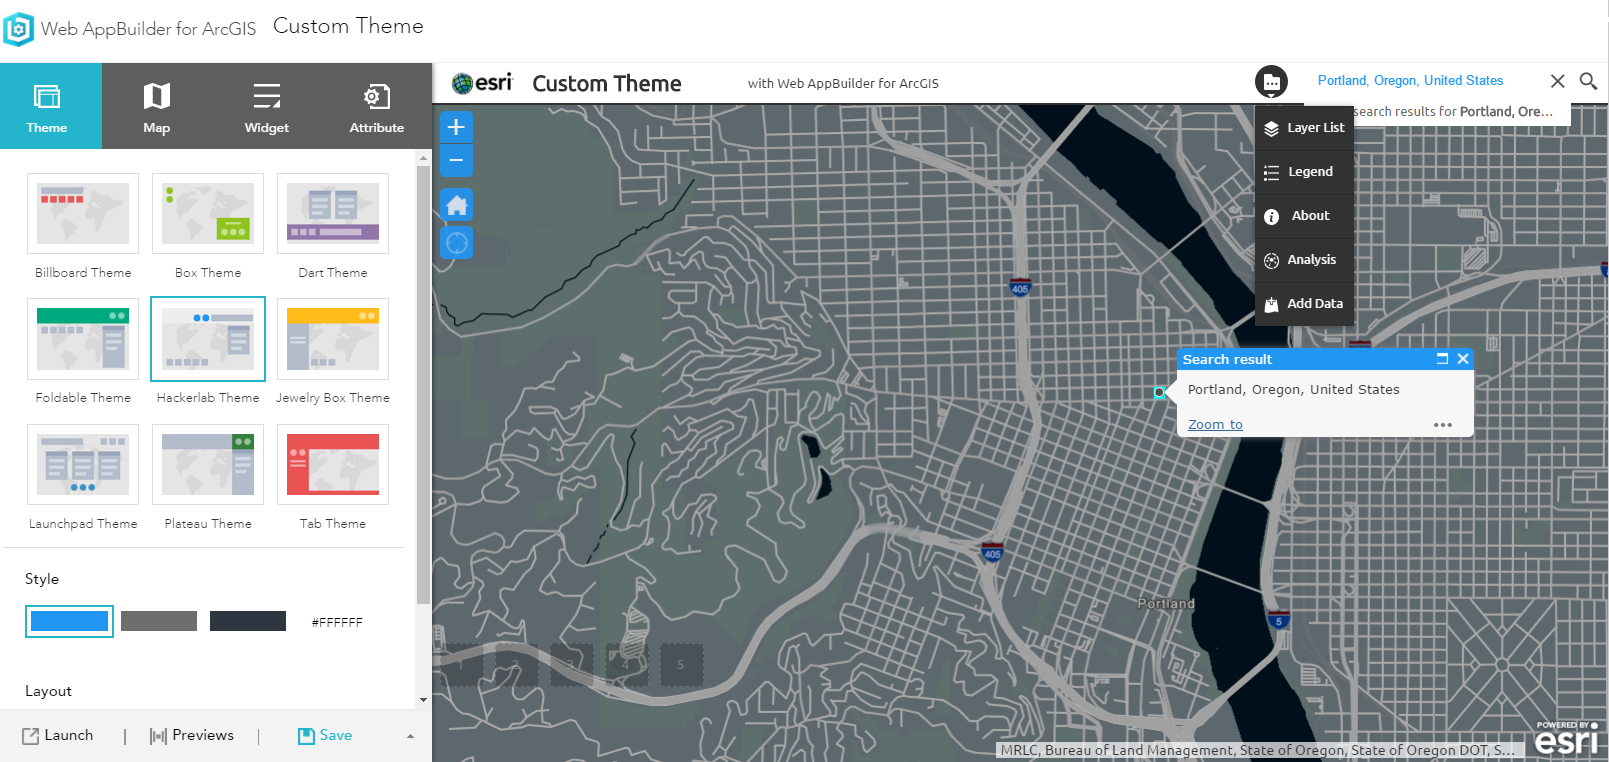 Web AppBuilder for ArcGIS Custom Theme
Theme
Map
Widget
Attribute
Billboard Theme
Box Theme
Dart Theme
Foldable Theme
Hackerlab Theme
Jewelry Box Theme
Launchpad Theme
Plateau Theme
Tab Theme
Style
#FFFFFF
Layout
Launch
Previews
Save
esri
Custom Theme
with Web AppBuilder for ArcGIS
Portland, Oregon, United States
search results for Portland, Ore...
Layer List
Legend
About
Analysis
Add Data
405
Search result
Portland, Oregon, United States
Zoom to
405
Portland
5
1
2
3
4
5
MRLC, Bureau of Land Management, State of Oregon, State of Oregon DOT, S...
POWERED BY
esri